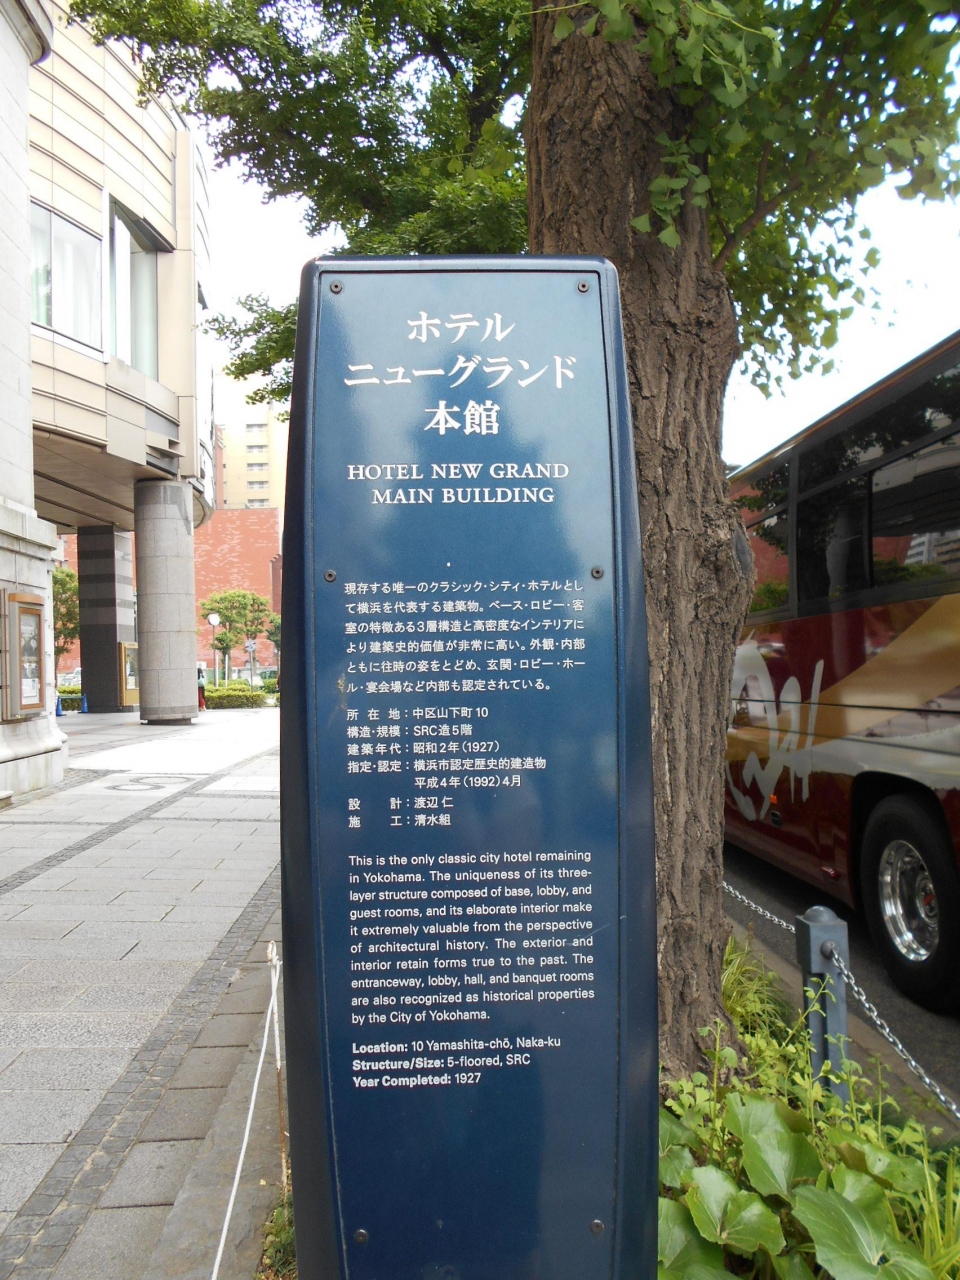 ホテル
ニューグランド
本館
HOTEL NEW GRAND
MAIN BUILDING
現存する唯一のクラシック・シティ・ホテルとし
て横浜を代表する建築物。ベース・ロビー・客
室の特徴ある3層構造と高密度なインテリアに
より建築史的価値が非常に高い。外観・内部
ともに往時の姿をとどめ、玄関・ロビー・ホー
ル・宴会場など内部も認定されている。
所在地：中区山下町10
構造・規模：SRC造5階
建築年代：昭和2年（1927）
指定・認定：横浜市認定歴史的建造物
平成4年（1992）4月
設計：渡辺 仁
施工：清水組
This is the only classic city hotel remaining
in Yokohama. The uniqueness of its three-
layer structure composed of base, lobby, and
guest rooms, and its elaborate interior make
it extremely valuable from the perspective
of architectural history. The exterior and
interior retain forms true to the past. The
entranceway, lobby, hall, and banquet rooms
are also recognized as historical properties
by the City of Yokohama.
Location: 10 Yamashita-chō, Naka-ku
Structure/Size: 5-floored, SRC
Year Completed: 1927